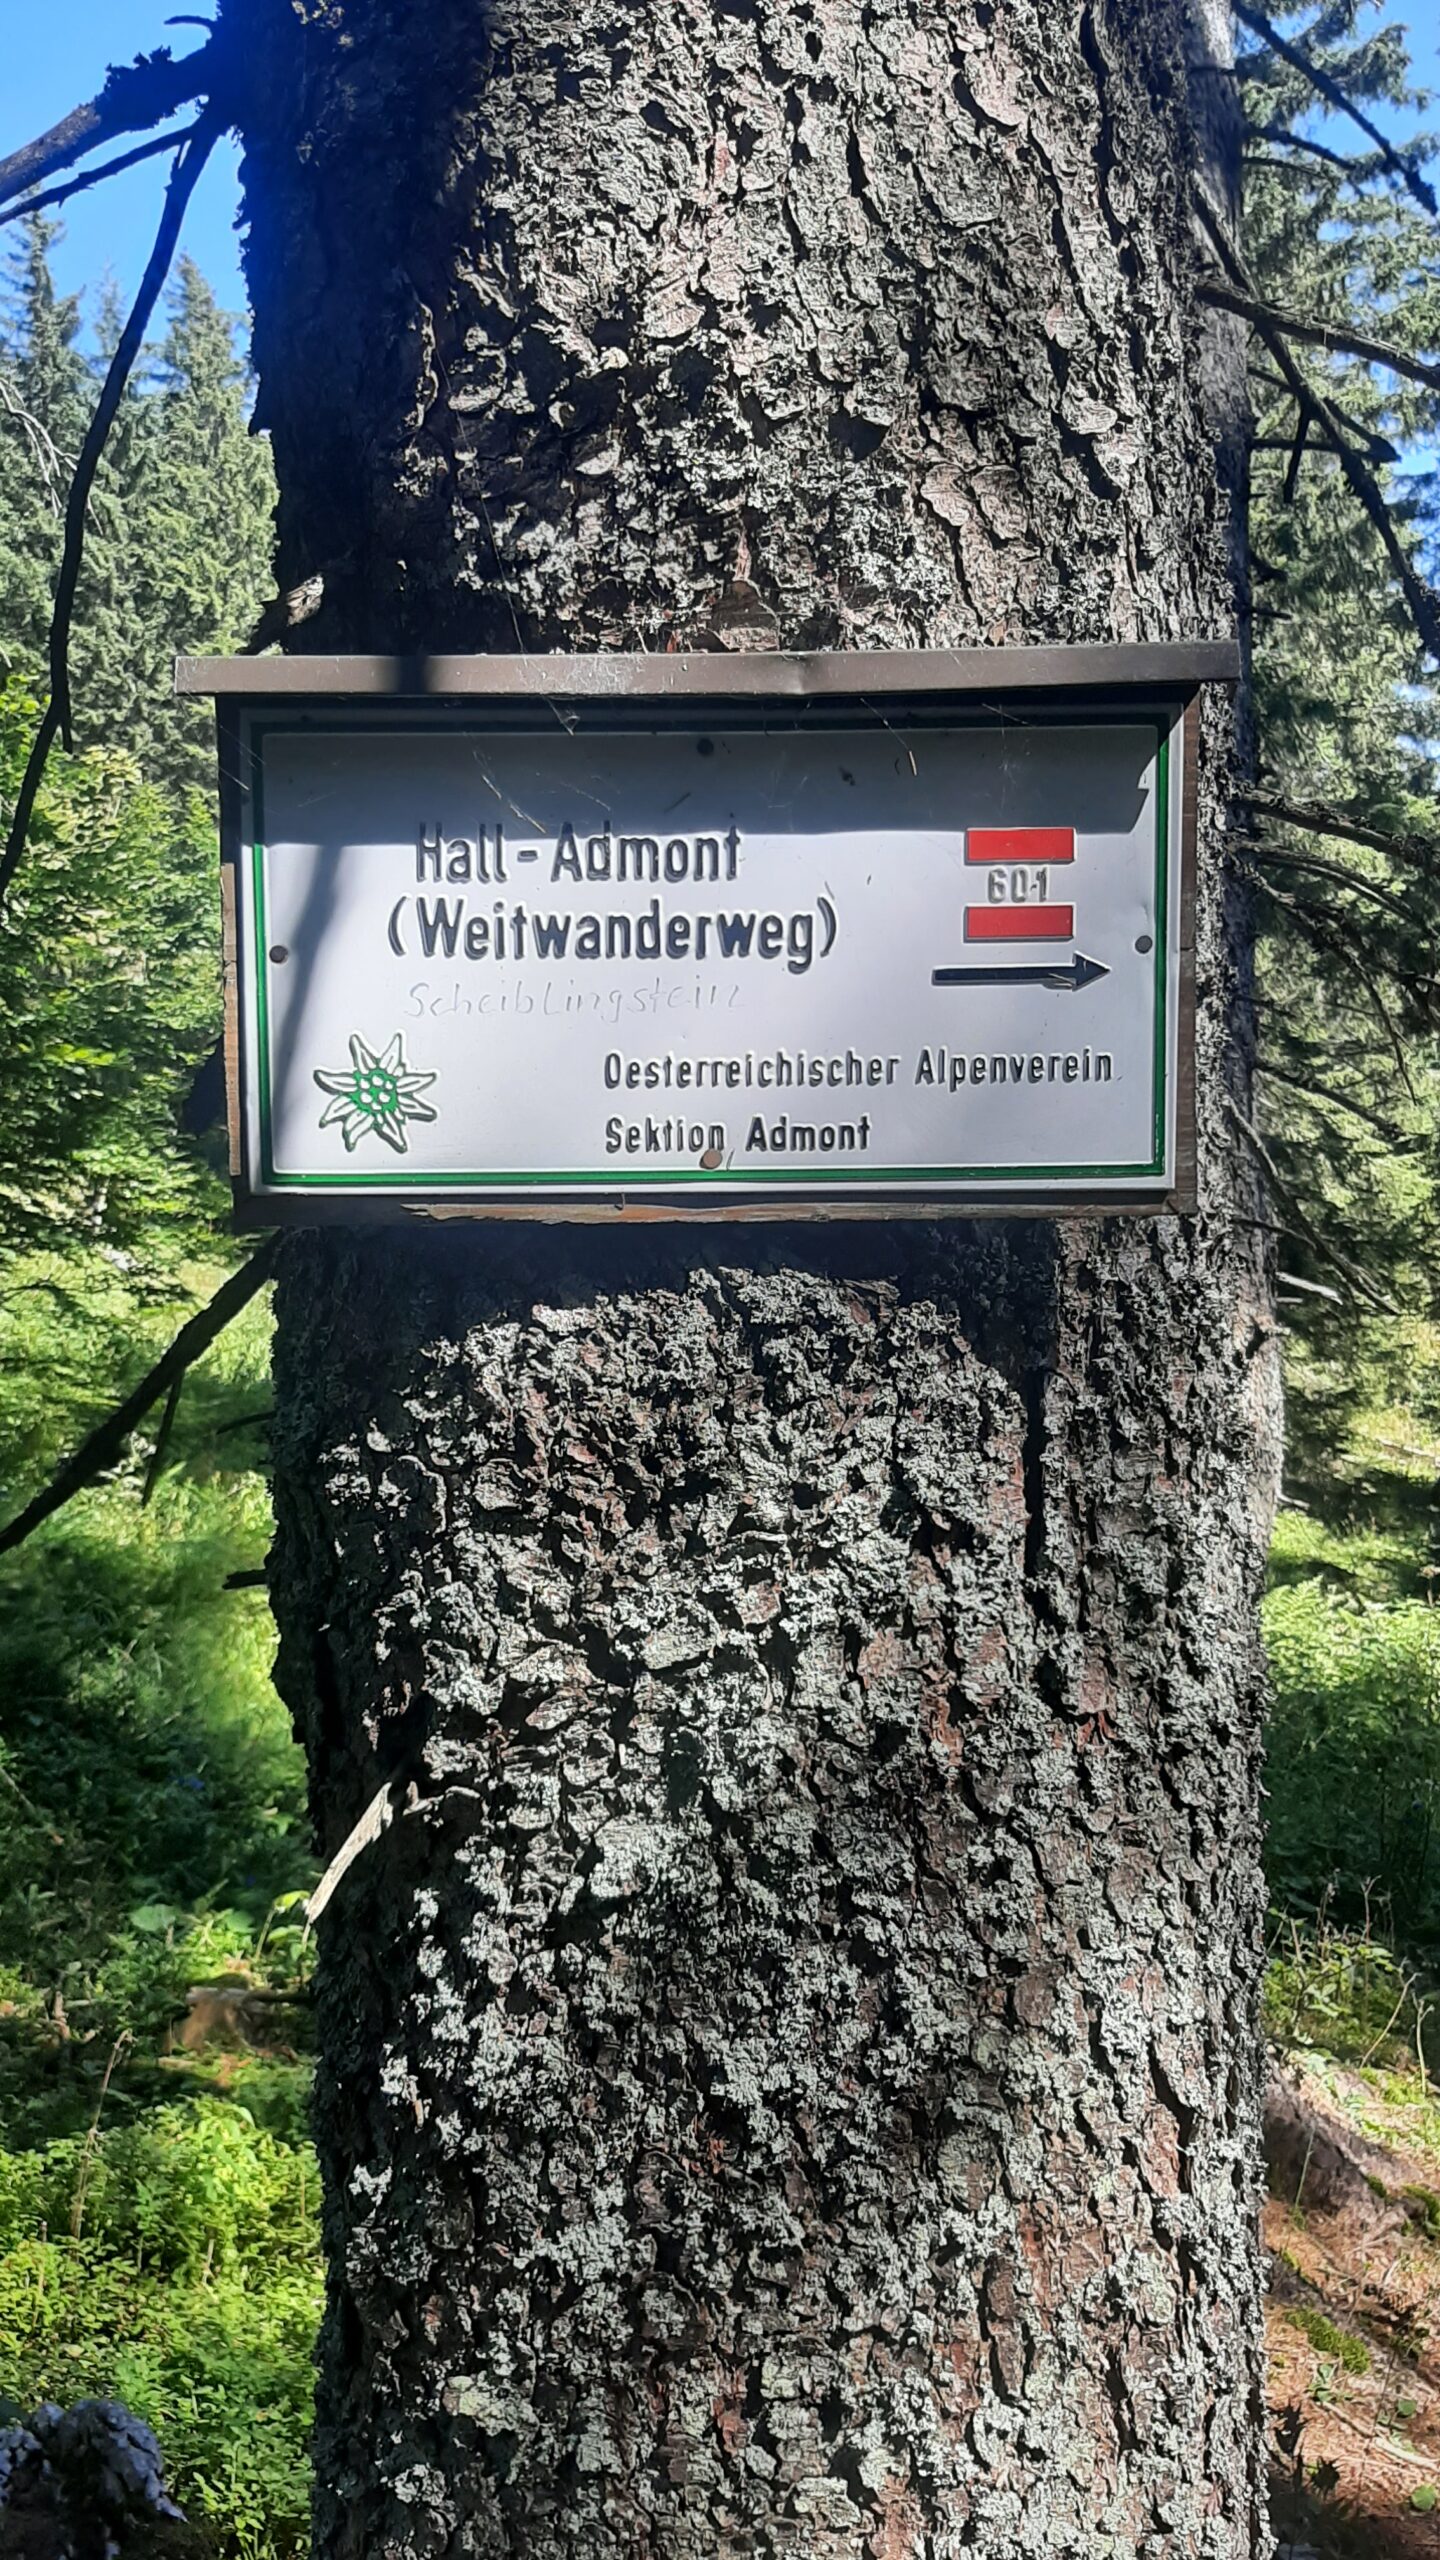 Hall - Admont
(Weitwanderweg)
601
Scheiblingstein
Oesterreichischer Alpenverein
Sektion Admont